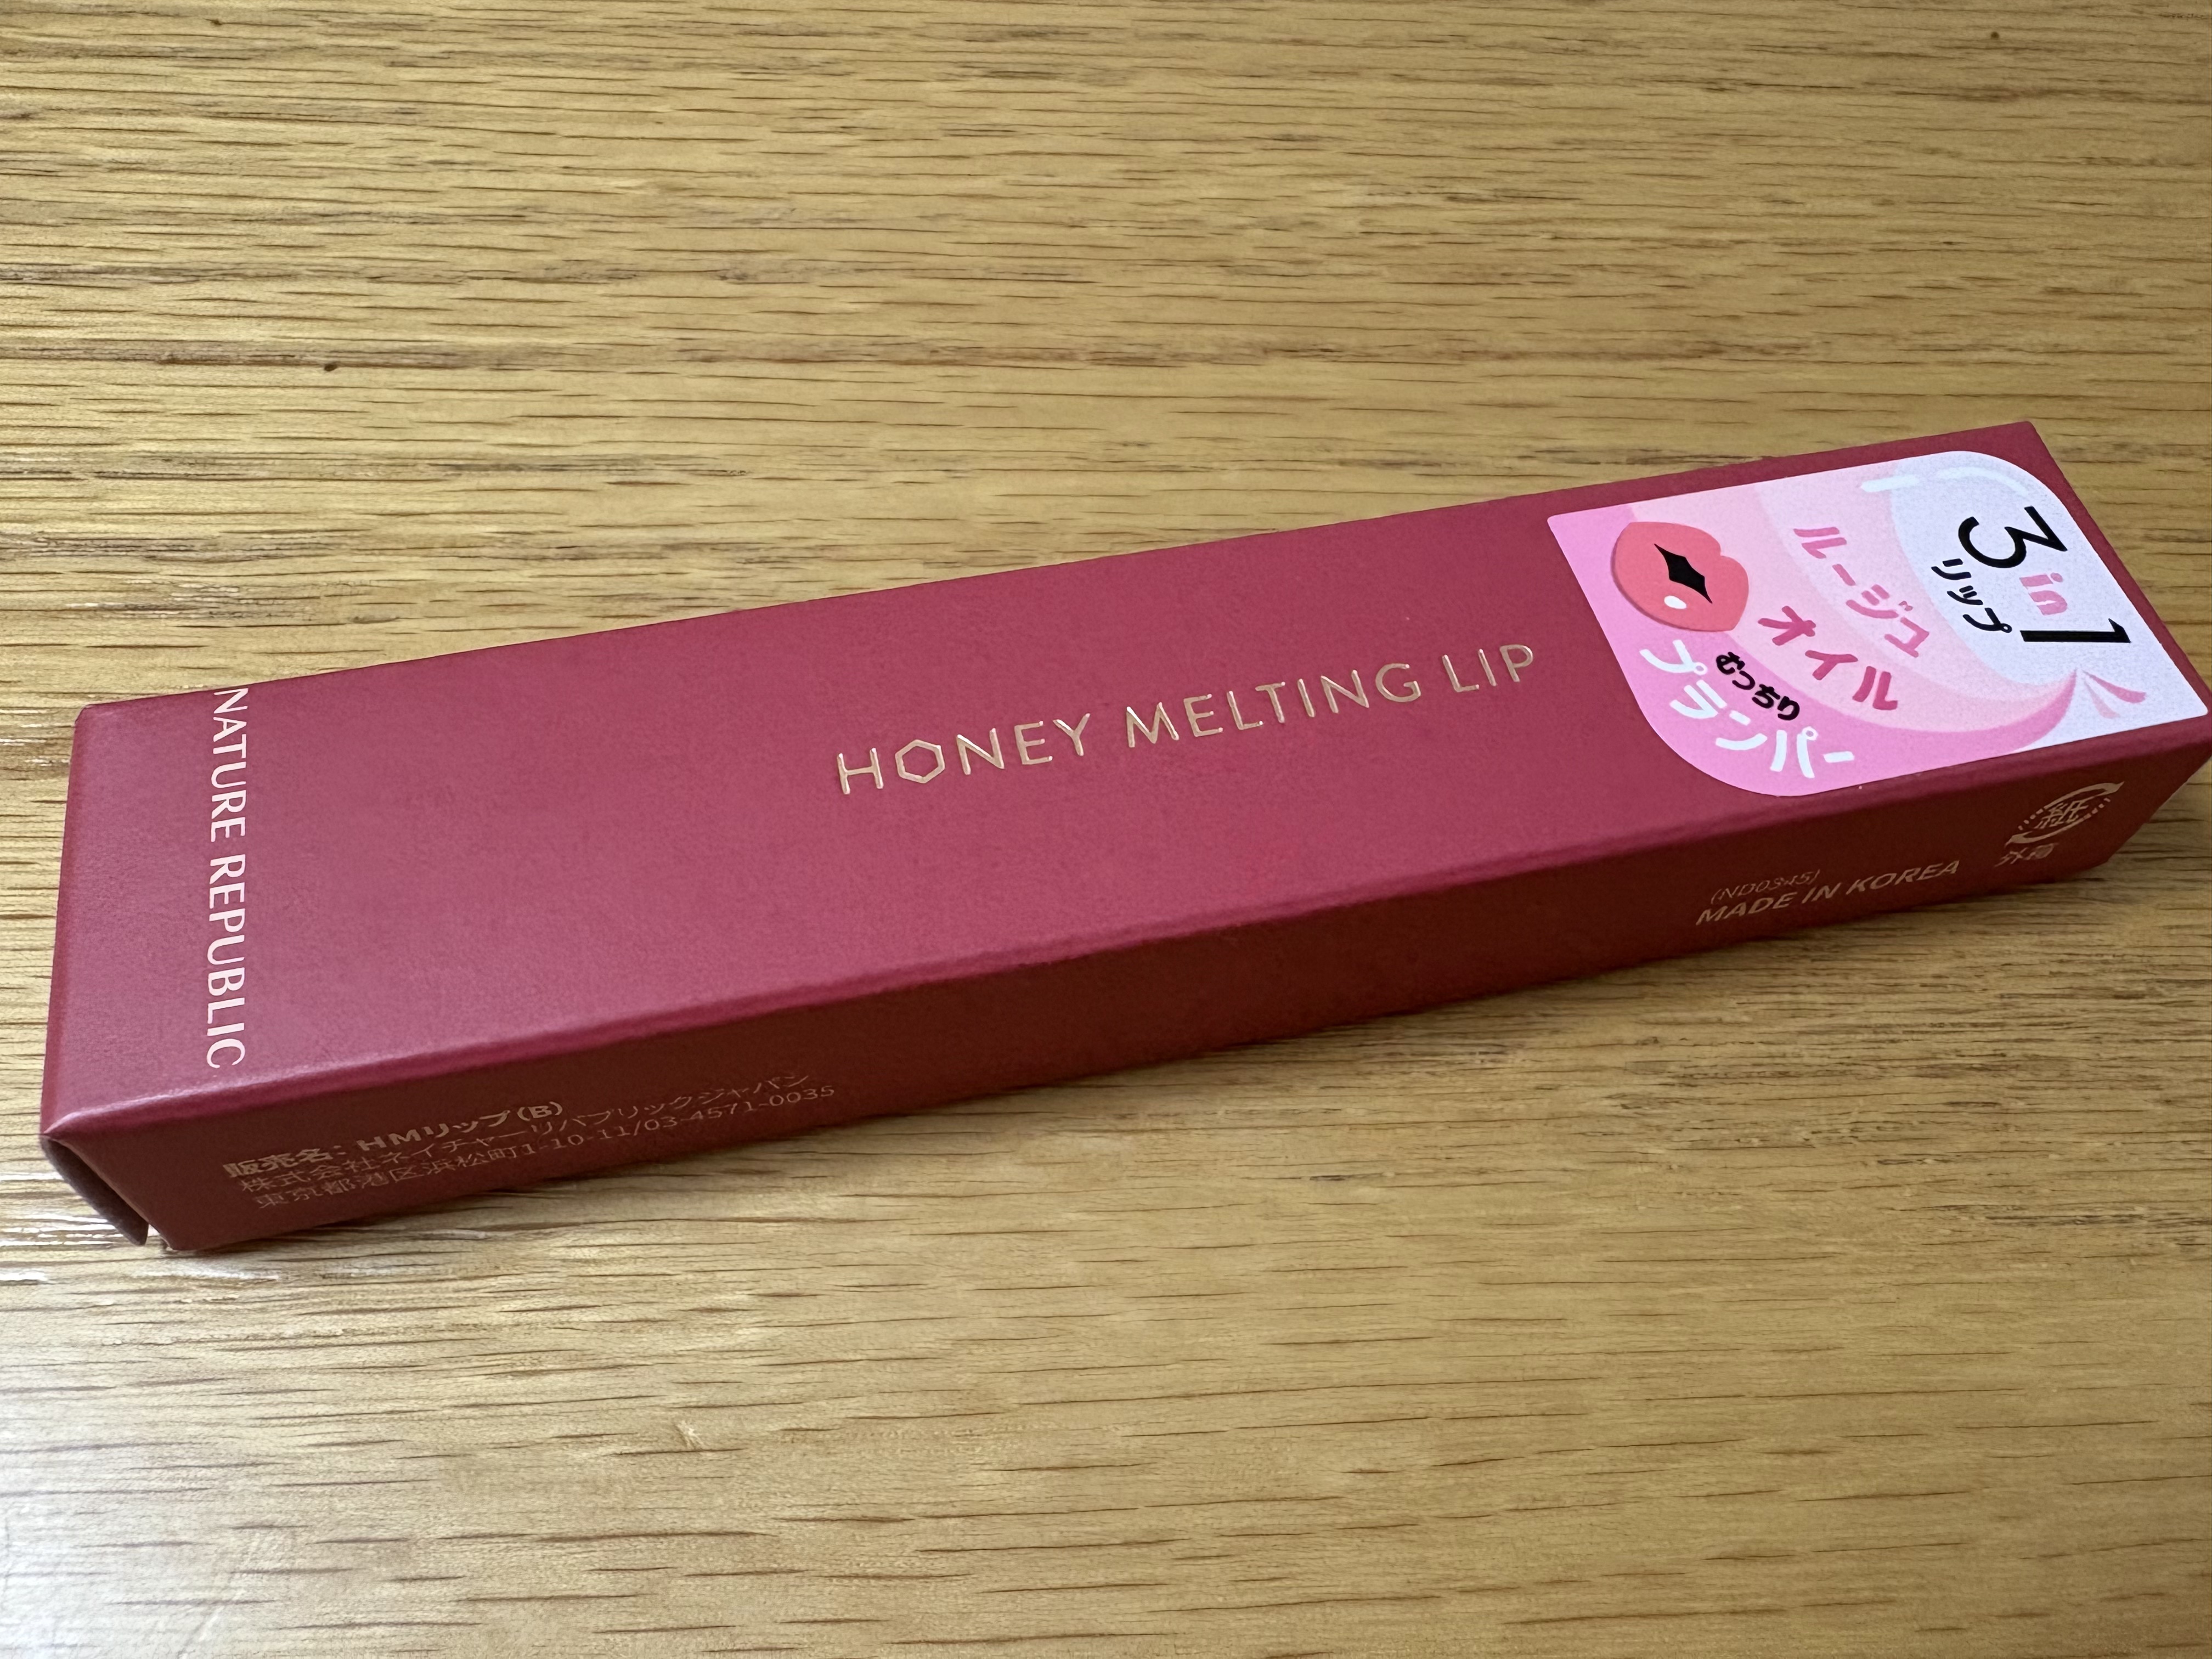 NATURE REPUBLIC
HONEY MELTING LIP
3in1
リップ
ルージュ
オイル
むっちり
プランパー
販売名：HMリップ（B）
株式会社ネイチャーリパブリックジャパン
東京都港区浜松町1-10-11/03-4571-0035
(ND0345)
MADE IN KOREA
紙
外箱